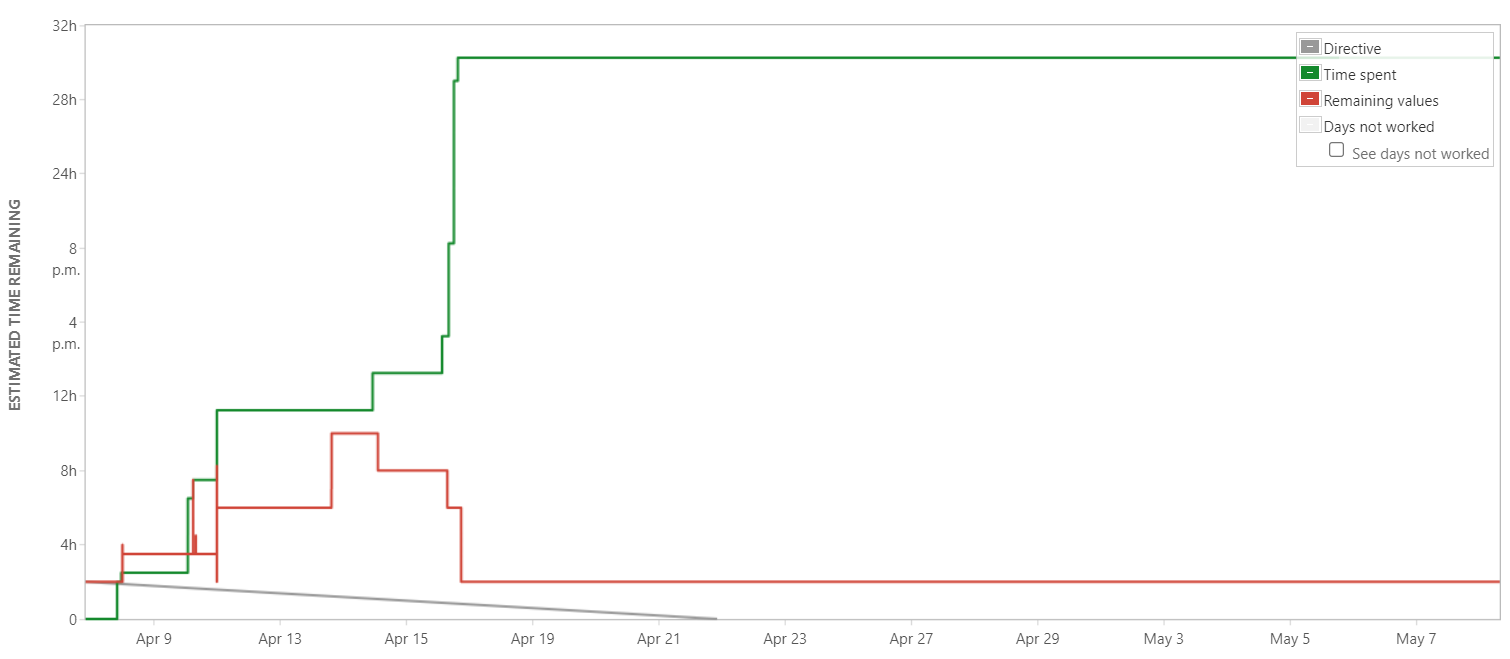 ESTIMATED TIME REMAINING
32h
28h
24h
8
p.m.
4
p.m.
12h
8h
4h
0
Apr 9
Apr 13
Apr 15
Apr 19
Apr 21
Apr 23
Apr 27
Apr 29
May 3
May 5
May 7
Directive
Time spent
Remaining values
Days not worked
See days not worked